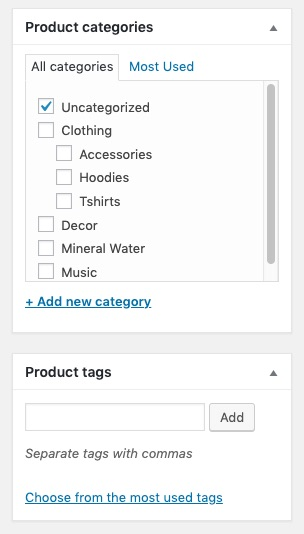 Product categories
All categories Most Used
Uncategorized
Clothing
Accessories
Hoodies
Tshirts
Decor
Mineral Water
Music
+ Add new category
Product tags
Add
Separate tags with commas
Choose from the most used tags